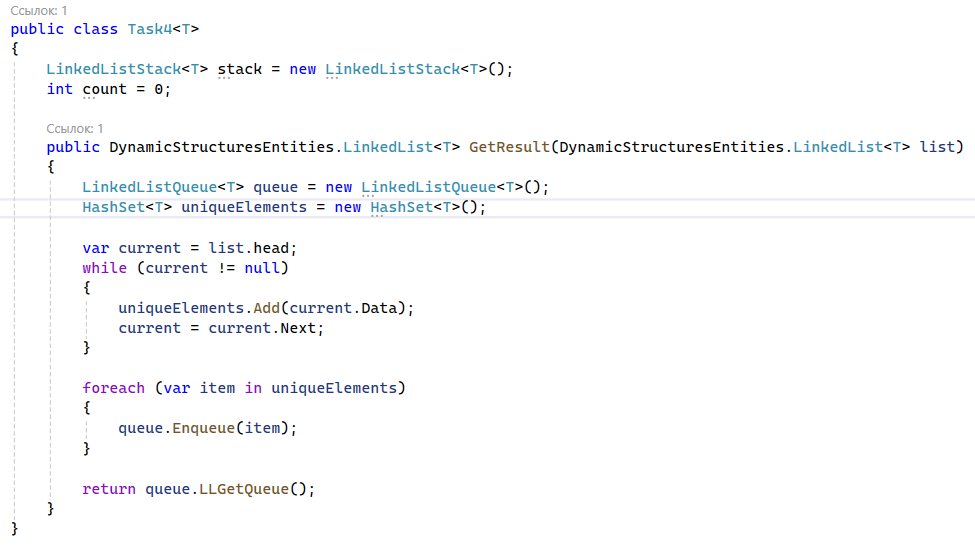 Ссылок: 1
public class Task4<T>
{
    LinkedListStack<T> stack = new LinkedListStack<T>();
    int count = 0;
    Ссылок: 1
    public DynamicStructuresEntities.LinkedList<T> GetResult(DynamicStructuresEntities.LinkedList<T> list)
    {
        LinkedListQueue<T> queue = new LinkedListQueue<T>();
        HashSet<T> uniqueElements = new HashSet<T>();
        var current = list.head;
        while (current != null)
        {
            uniqueElements.Add(current.Data);
            current = current.Next;
        }
        foreach (var item in uniqueElements)
        {
            queue.Enqueue(item);
        }
        return queue.LLGetQueue();
    }
}